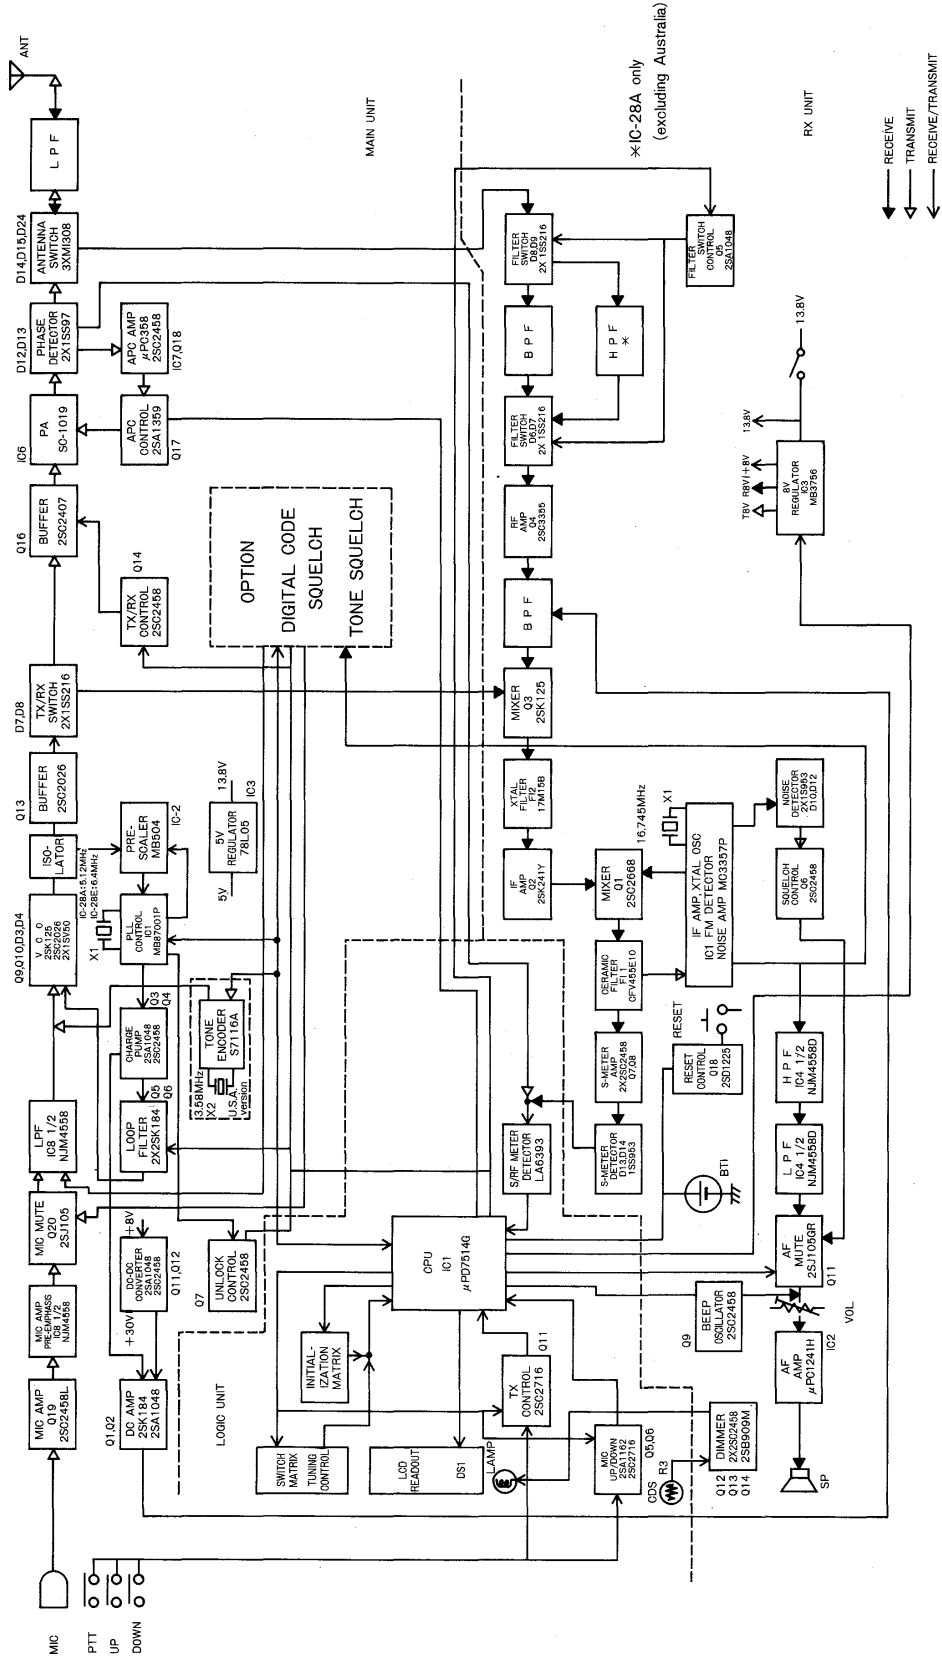 MIC
PTT
UP
DOWN
MIC AMP
Q19
2SC2458L
MIC AMP
PRE-EMPHASIS
IC8 1/2
NJM4558
MIC MUTE
Q20
2SJ105
LPF
IC8 1/2
NJM4558
Q9,Q10,D3,D4
V C O
2SK125
2SC2026
2X1SV50
ISO-
LATOR
Q13
BUFFER
2SC2026
D7,D8
TX/RX
SWITCH
2X1SS216
Q16
BUFFER
2SC2407
IC6
PA
SC-1019
D12,D13
PHASE
DETECTOR
2X1SS97
D14,D15,D24
ANTENNA
SWITCH
3XMI308
L P F
ANT
Q1,Q2
DC AMP
2SK184
2SA1048
+30V
DC-DC
CONVERTER
2SA1048
2SC2458
Q11,Q12
+8V
LOOP
FILTER
2X2SK184
Q5
Q6
CHARGE
PUMP
2SA1048
2SC2458
Q3
Q4
X1
IC-28A:5.12MHz
IC-28E:6.4MHz
PLL
CONTROL
IC1
MB87001P
PRE-
SCALER
MB504
IC-2
TX/RX
CONTROL
2SC2458
Q14
APC
CONTROL
2SA1359
Q17
APC AMP
μPC358
2SC2458
IC7,Q18
Q7
UNLOCK
CONTROL
2SC2458
3.58MHz
X2
TONE
ENCODER
S7116A
U.S.A.
version
5V
5V
REGULATOR
78L05
13.8V
IC3
OPTION
DIGITAL CODE
SQUELCH
TONE SQUELCH
MAIN UNIT
LOGIC UNIT
SWITCH
MATRIX
TUNING
CONTROL
INITIAL-
IZATION
MATRIX
LCD
READOUT
DS1
CPU
IC1
μPD7514G
TX
CONTROL
2SC2716
Q11
LAMP
MIC
UP/DOWN
2SA1162
2SC2716
Q5,Q6
CDS
R3
DIMMER
2X2SC2458
2SB909M
Q12
Q13
Q14
S/RF METER
DETECTOR
LA6393
S-METER
DETECTOR
D13,D14
1SS953
S-METER
AMP
2X2SC2458
Q7,Q8
CERAMIC
FILTER
FI 1
CFV455E10
MIXER
Q1
2SC2668
16.745MHz
X1
IF
AMP
Q2
2SK241Y
XTAL
FILTER
FI2
17M15B
MIXER
Q3
2SK125
B P F
RF
AMP
Q4
2SC3355
FILTER
SWITCH
D6,D7
2X 1SS216
B P F
H P F
✳
FILTER
SWITCH
D8,D9
2X 1SS216
FILTER
SWITCH
CONTROL
Q5
2SA1048
✳IC-28A only
(excluding Australia)
RX UNIT
IF AMP, XTAL OSC
IC1 FM DETECTOR
NOISE AMP MC3357P
NOISE
DETECTOR
2X1S953
D10,D12
SQUELCH
CONTROL
Q6
2SC2458
RESET
RESET
CONTROL
Q18
2SD1225
BT1
H P F
IC4 1/2
NJM4558D
L P F
IC4 1/2
NJM4558D
AF
MUTE
2SJ105GR
Q11
Q9
BEEP
OSCILLATOR
2SC2458
VOL
AF
AMP
μPC1241H
IC2
SP
T8V
R8V
+8V
13.8V
8V
REGULATOR
IC3
MB3756
13.8V
RECEIVE
TRANSMIT
RECEIVE/TRANSMIT